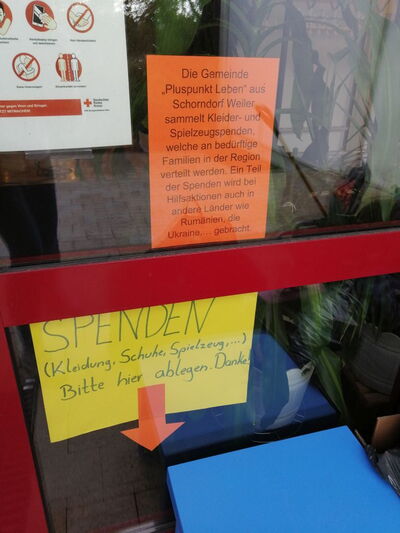 Die Gemeinde
„Pluspunkt Leben" aus
Schorndorf Weiler
sammelt Kleider- und
Spielzeugspenden,
welche an bedürftige
Familien in der Region
verteilt werden. Ein Teil
der Spenden wird bei
Hilfsaktionen auch in
andere Länder wie
Rumänien, die
Ukraine,... gebracht.
SPENDEN
(Kleidung, Schuhe, Spielzeug,...)
Bitte hier ablegen. Danke!